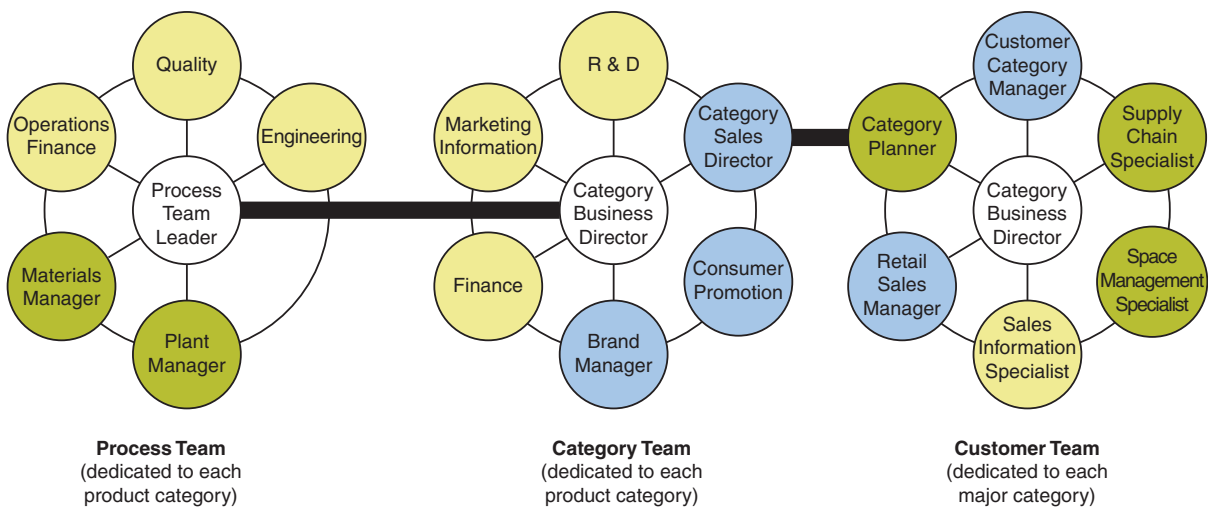 Quality
Operations
Finance
Engineering
Process
Team
Leader
Materials
Manager
Plant
Manager
Process Team
(dedicated to each
product category)
R & D
Marketing
Information
Category
Sales
Director
Category
Business
Director
Finance
Consumer
Promotion
Brand
Manager
Category Team
(dedicated to each
product category)
Customer
Category
Manager
Category
Planner
Supply
Chain
Specialist
Category
Business
Director
Retail
Sales
Manager
Space
Management
Specialist
Sales
Information
Specialist
Customer Team
(dedicated to each
major category)